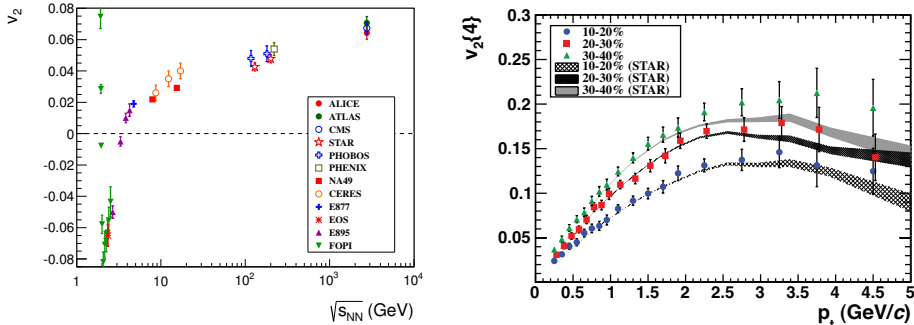 v2
0.08
0.06
0.04
0.02
0
-0.02
-0.04
-0.06
-0.08
ALICE
ATLAS
CMS
STAR
PHOBOS
PHENIX
NA49
CERES
E877
EOS
E895
FOPI
1
10
10²
10³
10⁴
√sNN (GeV)
v2{4}
0.3
0.25
0.2
0.15
0.1
0.05
10-20%
20-30%
30-40%
10-20% (STAR)
20-30% (STAR)
30-40% (STAR)
0 0.5 1 1.5 2 2.5 3 3.5 4 4.5 5
pt (GeV/c)